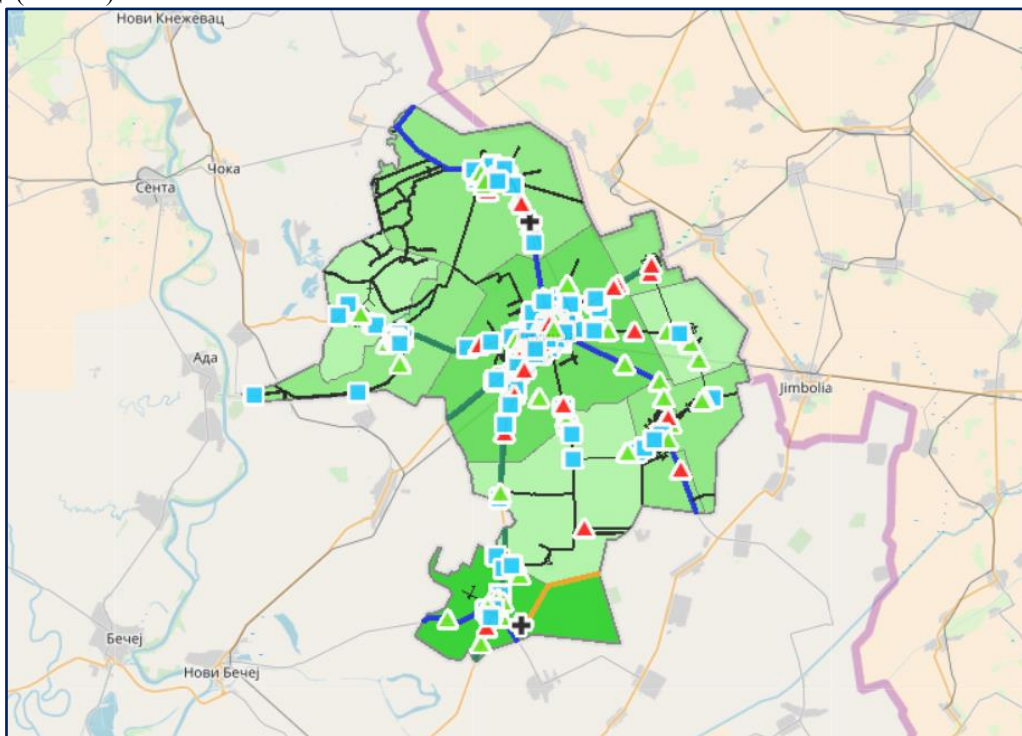 Нови Кнежевац
Чока
Сента
Ада
Jimbolia
Бечеј
Нови Бечеј